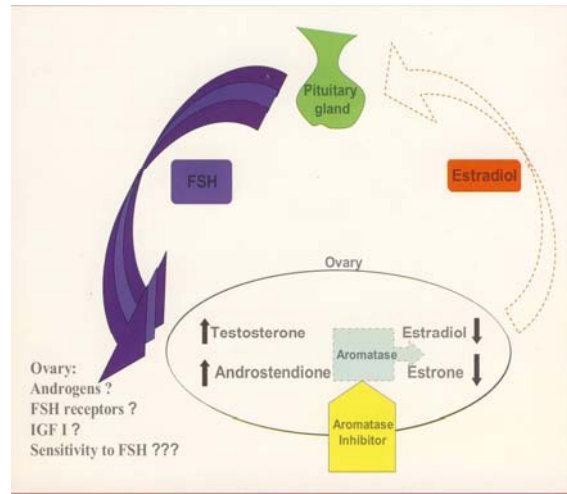 Pituitary
gland
FSH
Estradiol
Ovary
Testosterone
Estradiol
Aromatase
Androstendione
Estrone
Aromatase
Inhibitor
Ovary:
Androgens ?
FSH receptors ?
IGF I ?
Sensitivity to FSH ???